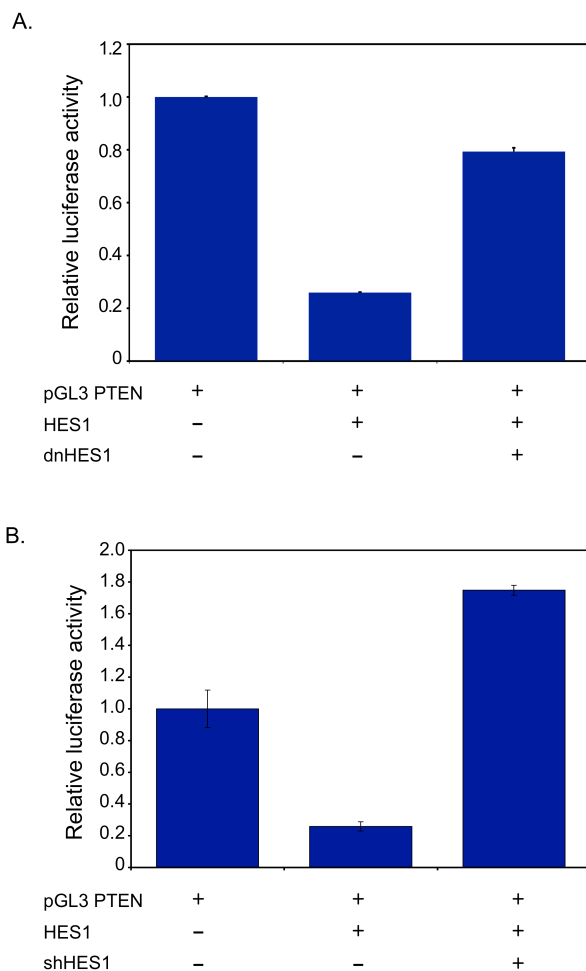 A.
Relative luciferase activity
1.2
1.0
0.8
0.6
0.4
0.2
0
pGL3 PTEN + + +
HES1 – + +
dnHES1 – – +
B.
Relative luciferase activity
2.0
1.8
1.6
1.4
1.2
1.0
0.8
0.6
0.4
0.2
0
pGL3 PTEN + + +
HES1 – + +
shHES1 – – +